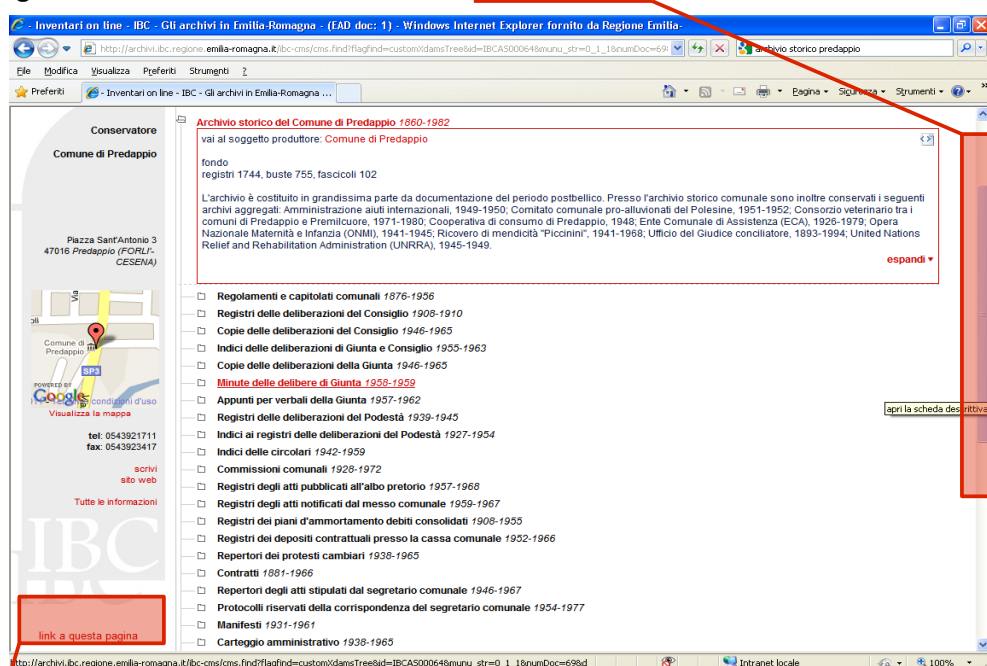 - Inventari on line - IBC - Gli archivi in Emilia-Romagna - (EAD doc: 1) - Windows Internet Explorer fornito da Regione Emilia-
http://archivi.ibc.regione.emilia-romagna.it/ibc-cms/cms.find?flagfind=customXdamsTree&id=IBCAS00064&munu_str=0_1_1&numDoc=69
archivio storico predappio
File Modifica Visualizza Preferiti Strumenti ?
Preferiti
- Inventari on line - IBC - Gli archivi in Emilia-Romagna ...
Pagina
Sicurezza
Strumenti
Conservatore
Comune di Predappio
Piazza Sant'Antonio 3
47016 Predappio (FORLI'-
CESENA)
Via
oli
Comune di
Predappio
SP3
POWERED BY
Google
condizioni d'uso
Visualizza la mappa
tel: 0543921711
fax: 0543923417
scrivi
sito web
Tutte le informazioni
IBC
link a questa pagina
Archivio storico del Comune di Predappio 1860-1982
vai al soggetto produttore: Comune di Predappio
fondo
registri 1744, buste 755, fascicoli 102
L'archivio è costituito in grandissima parte da documentazione del periodo postbellico. Presso l'archivio storico comunale sono inoltre conservati i seguenti
archivi aggregati: Amministrazione aiuti internazionali, 1949-1950; Comitato comunale pro-alluvionati del Polesine, 1951-1952; Consorzio veterinario tra i
comuni di Predappio e Premilcuore, 1971-1980; Cooperativa di consumo di Predappio, 1948; Ente Comunale di Assistenza (ECA), 1926-1979; Opera
Nazionale Maternità e Infanzia (ONMI), 1941-1945; Ricovero di mendicità "Piccinini", 1941-1968; Ufficio del Giudice conciliatore, 1893-1994; United Nations
Relief and Rehabilitation Administration (UNRRA), 1945-1949.
espandi
Regolamenti e capitolati comunali 1876-1956
Registri delle deliberazioni del Consiglio 1908-1910
Copie delle deliberazioni del Consiglio 1946-1965
Indici delle deliberazioni di Giunta e Consiglio 1955-1963
Copie delle deliberazioni della Giunta 1946-1965
Minute delle delibere di Giunta 1958-1959
Appunti per verbali della Giunta 1957-1962
apri la scheda descrittiva
Registri delle deliberazioni del Podestà 1939-1945
Indici ai registri delle deliberazioni del Podestà 1927-1954
Indici delle circolari 1942-1959
Commissioni comunali 1928-1972
Registri degli atti pubblicati all'albo pretorio 1957-1968
Registri degli atti notificati dal messo comunale 1959-1967
Registri dei piani d'ammortamento debiti consolidati 1908-1955
Registri dei depositi contrattuali presso la cassa comunale 1952-1966
Repertori dei protesti cambiari 1938-1965
Contratti 1881-1966
Repertori degli atti stipulati dal segretario comunale 1946-1967
Protocolli riservati della corrispondenza del segretario comunale 1954-1977
Manifesti 1931-1961
Carteggio amministrativo 1938-1965
http://archivi.ibc.regione.emilia-romagna.it/ibc-cms/cms.find?flagfind=customXdamsTree&id=IBCAS00064&munu_str=0_1_1&numDoc=69&d
Intranet locale
100%